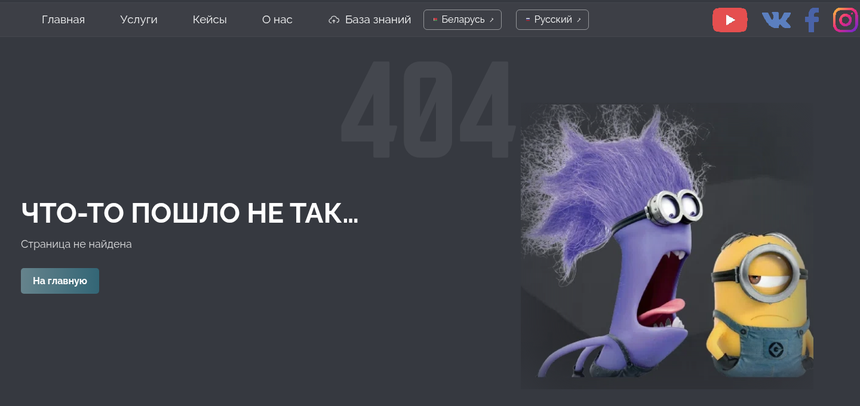 Главная Услуги Кейсы О нас База знаний Беларусь Русский
404
ЧТО-ТО ПОШЛО НЕ ТАК...
Страница не найдена
На главную